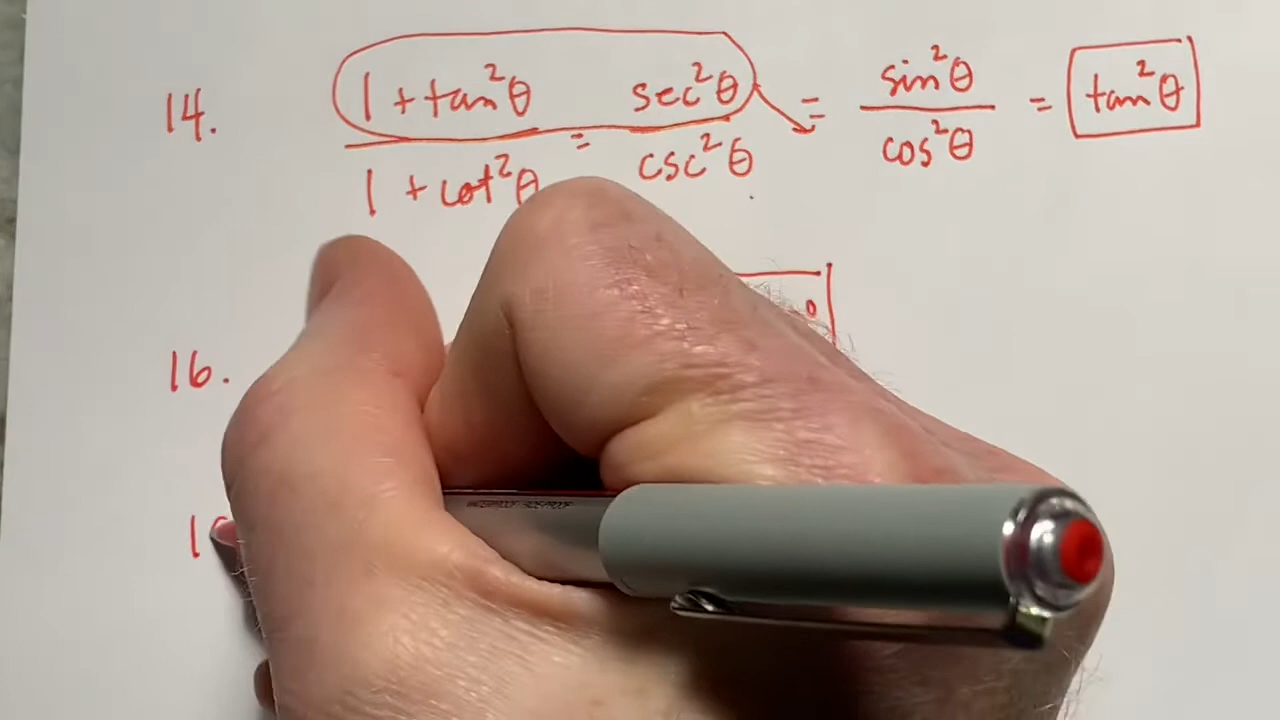 14. (1 + tan²θ)/(1 + cot²θ) = sec²θ/csc²θ = sin²θ/cos²θ = tan²θ
16.